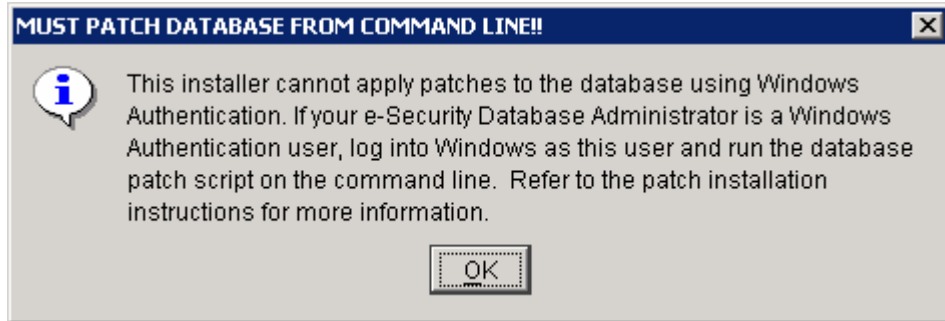 MUST PATCH DATABASE FROM COMMAND LINE!!
This installer cannot apply patches to the database using Windows
Authentication. If your e-Security Database Administrator is a Windows
Authentication user, log into Windows as this user and run the database
patch script on the command line.  Refer to the patch installation
instructions for more information.
OK